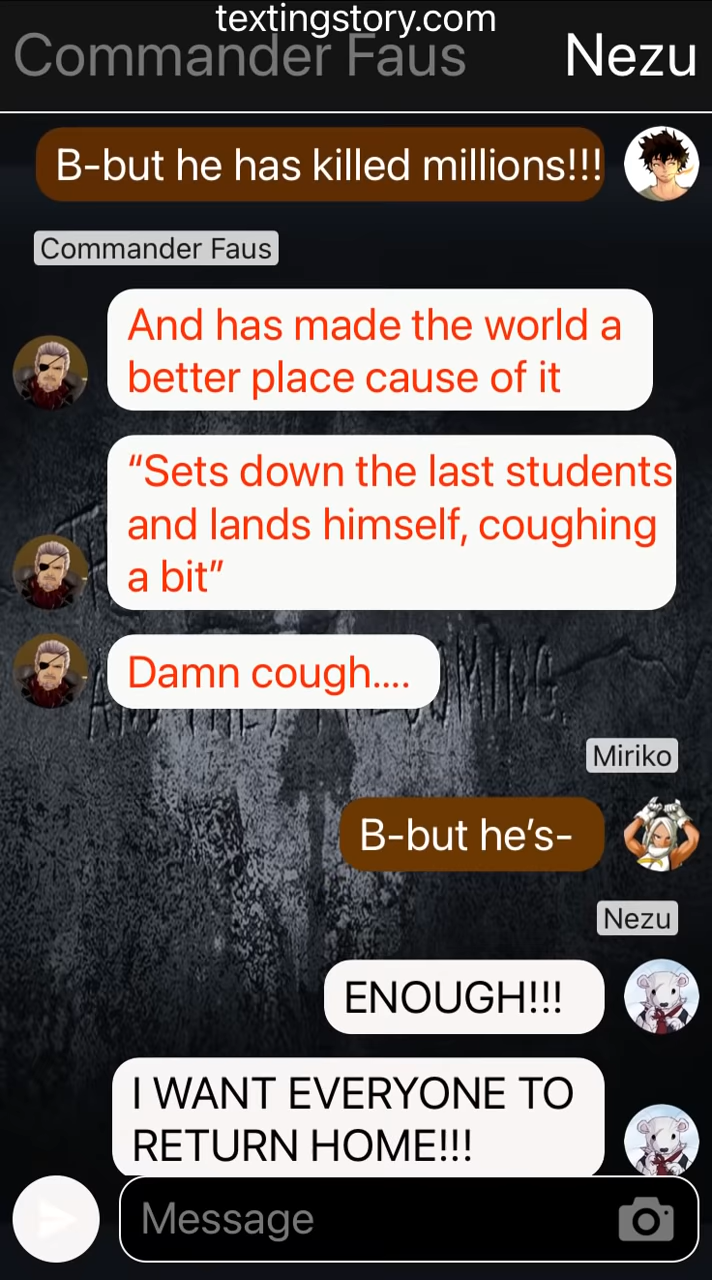 textingstory.com
Commander Faus
Nezu
B-but he has killed millions!!!
Commander Faus
And has made the world a
better place cause of it
“Sets down the last students
and lands himself, coughing
a bit”
Damn cough....
Miriko
B-but he’s-
Nezu
ENOUGH!!!
I WANT EVERYONE TO
RETURN HOME!!!
Message